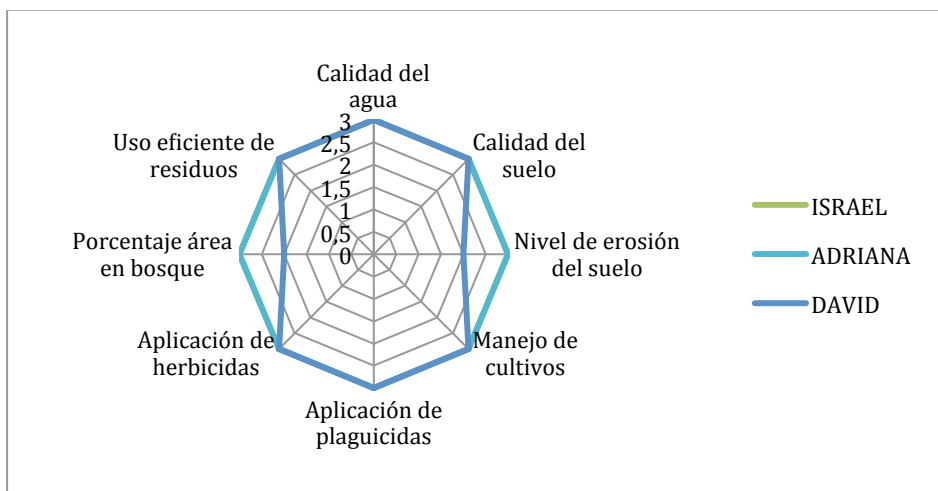 Calidad del
agua
Calidad del
suelo
Nivel de erosión
del suelo
Manejo de
cultivos
Aplicación de
plaguicidas
Aplicación de
herbicidas
Porcentaje área
en bosque
Uso eficiente de
residuos
3
2,5
2
1,5
1
0,5
0
ISRAEL
ADRIANA
DAVID